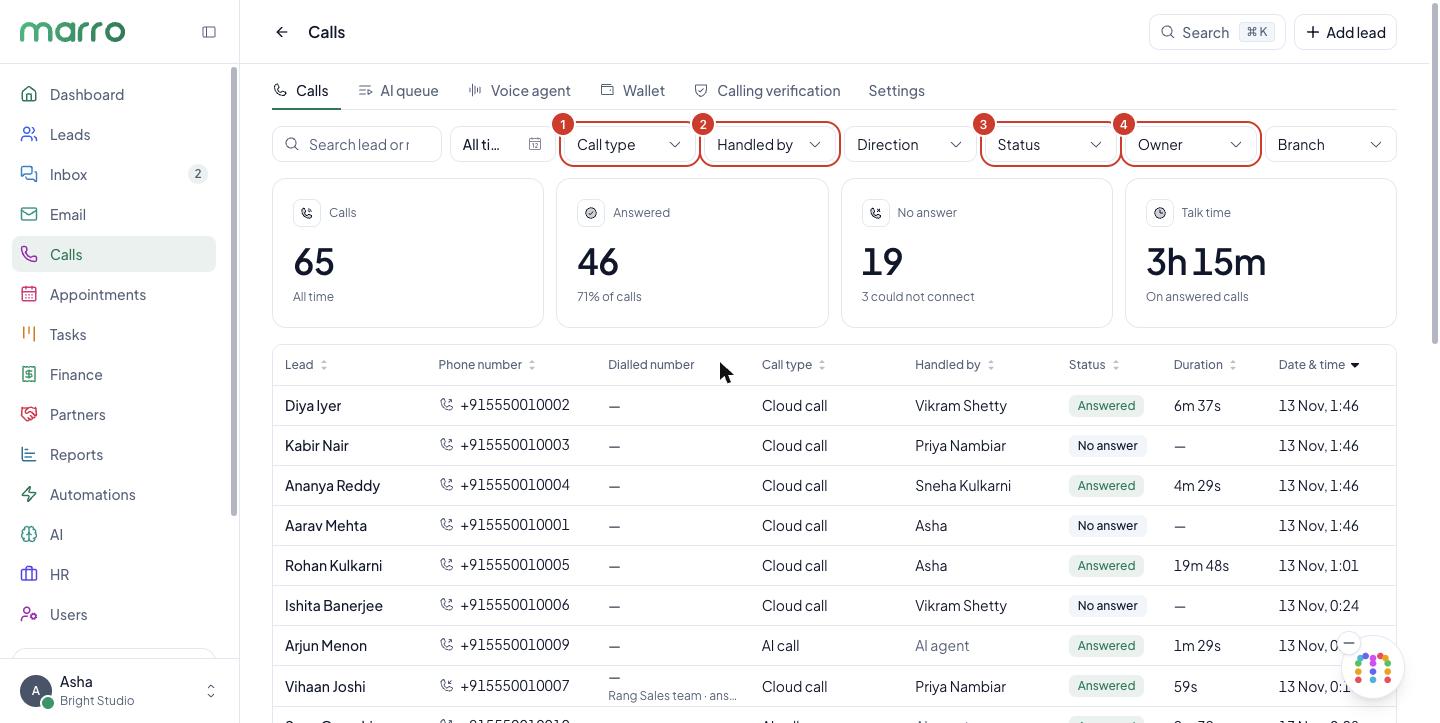 marro
Dashboard
Leads
Inbox 2
Email
Calls
Appointments
Tasks
Finance
Partners
Reports
Automations
AI
HR
Users
A Asha
Bright Studio
Calls
Search ⌘ K
Add lead
Calls AI queue Voice agent Wallet Calling verification Settings
1 2 3 4
Search lead or All ti... Call type Handled by Direction Status Owner Branch
Calls Answered No answer Talk time
65 46 19 3h 15m
All time 71% of calls 3 could not connect On answered calls
Lead Phone number Dialled number Call type Handled by Status Duration Date & time
Diya Iyer +915550010002 — Cloud call Vikram Shetty Answered 6m 37s 13 Nov, 1:46
Kabir Nair +915550010003 — Cloud call Priya Nambiar No answer — 13 Nov, 1:46
Ananya Reddy +915550010004 — Cloud call Sneha Kulkarni Answered 4m 29s 13 Nov, 1:46
Aarav Mehta +915550010001 — Cloud call Asha No answer — 13 Nov, 1:46
Rohan Kulkarni +915550010005 — Cloud call Asha Answered 19m 48s 13 Nov, 1:01
Ishita Banerjee +915550010006 — Cloud call Vikram Shetty No answer — 13 Nov, 0:24
Arjun Menon +915550010009 — AI call AI agent Answered 1m 29s 13 Nov,
Vihaan Joshi +915550010007 — Cloud call Priya Nambiar Answered 59s 13 Nov,
Rang Sales team · ans...